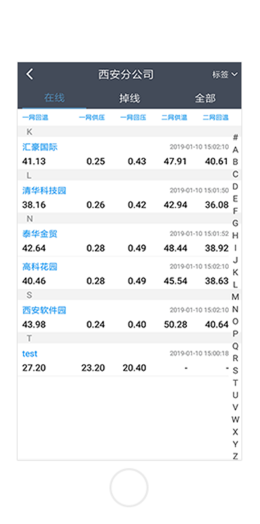 西安分公司 标签
在线 掉线 全部
一网回温 一网供压 一网回压 二网供温 二网回温
K
汇豪国际 2019-01-10 15:02:10
41.13 0.25 0.43 47.91 40.61
L
清华科技园 2019-01-10 15:01:50
38.16 0.26 0.42 42.94 36.08
N
泰华金贸 2019-01-10 15:01:52
42.64 0.28 0.49 48.44 38.92
高科花园 2019-01-10 15:02:10
40.46 0.28 0.49 45.54 38.63
S
西安软件园 2019-01-10 15:02:10
43.98 0.24 0.40 50.28 40.64
T
test 2019-01-10 15:00:18
27.20 23.20 20.40 - -
#
A
B
C
D
E
F
G
H
I
J
K
L
M
N
O
P
Q
R
S
T
U
V
W
X
Y
Z